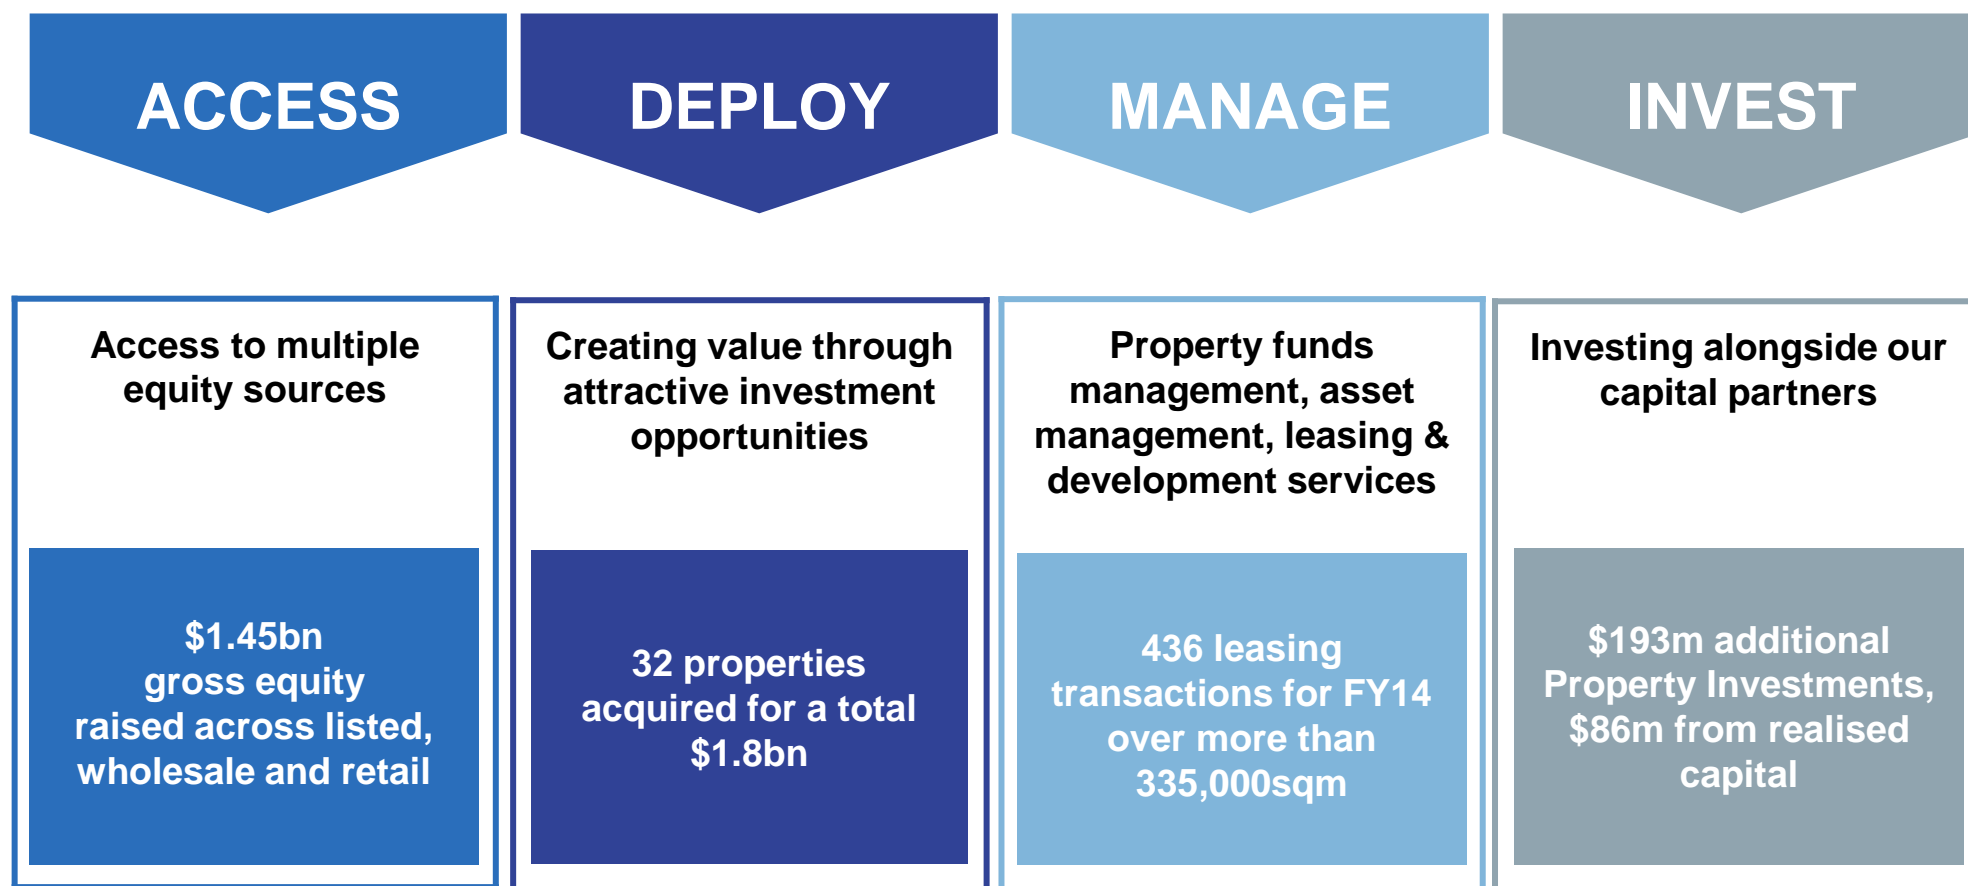 ACCESS
DEPLOY
MANAGE
INVEST
Access to multiple
equity sources
$1.45bn
gross equity
raised across listed,
wholesale and retail
Creating value through
attractive investment
opportunities
32 properties
acquired for a total
$1.8bn
Property funds
management, asset
management, leasing &
development services
436 leasing
transactions for FY14
over more than
335,000sqm
Investing alongside our
capital partners
$193m additional
Property Investments,
$86m from realised
capital